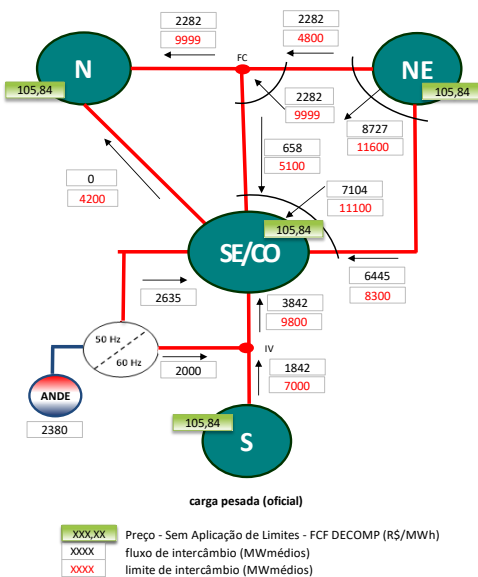 2282
9999
2282
4800
FC
N
105,84
NE
105,84
2282
9999
8727
11600
658
5100
0
4200
7104
11100
105,84
SE/CO
6445
8300
2635
3842
9800
50 Hz
60 Hz
IV
2000
1842
7000
ANDE
2380
105,84
S
carga pesada (oficial)
XXX,XX Preço - Sem Aplicação de Limites - FCF DECOMP (R$/MWh)
XXXX fluxo de intercâmbio (MWmédios)
XXXX limite de intercâmbio (MWmédios)